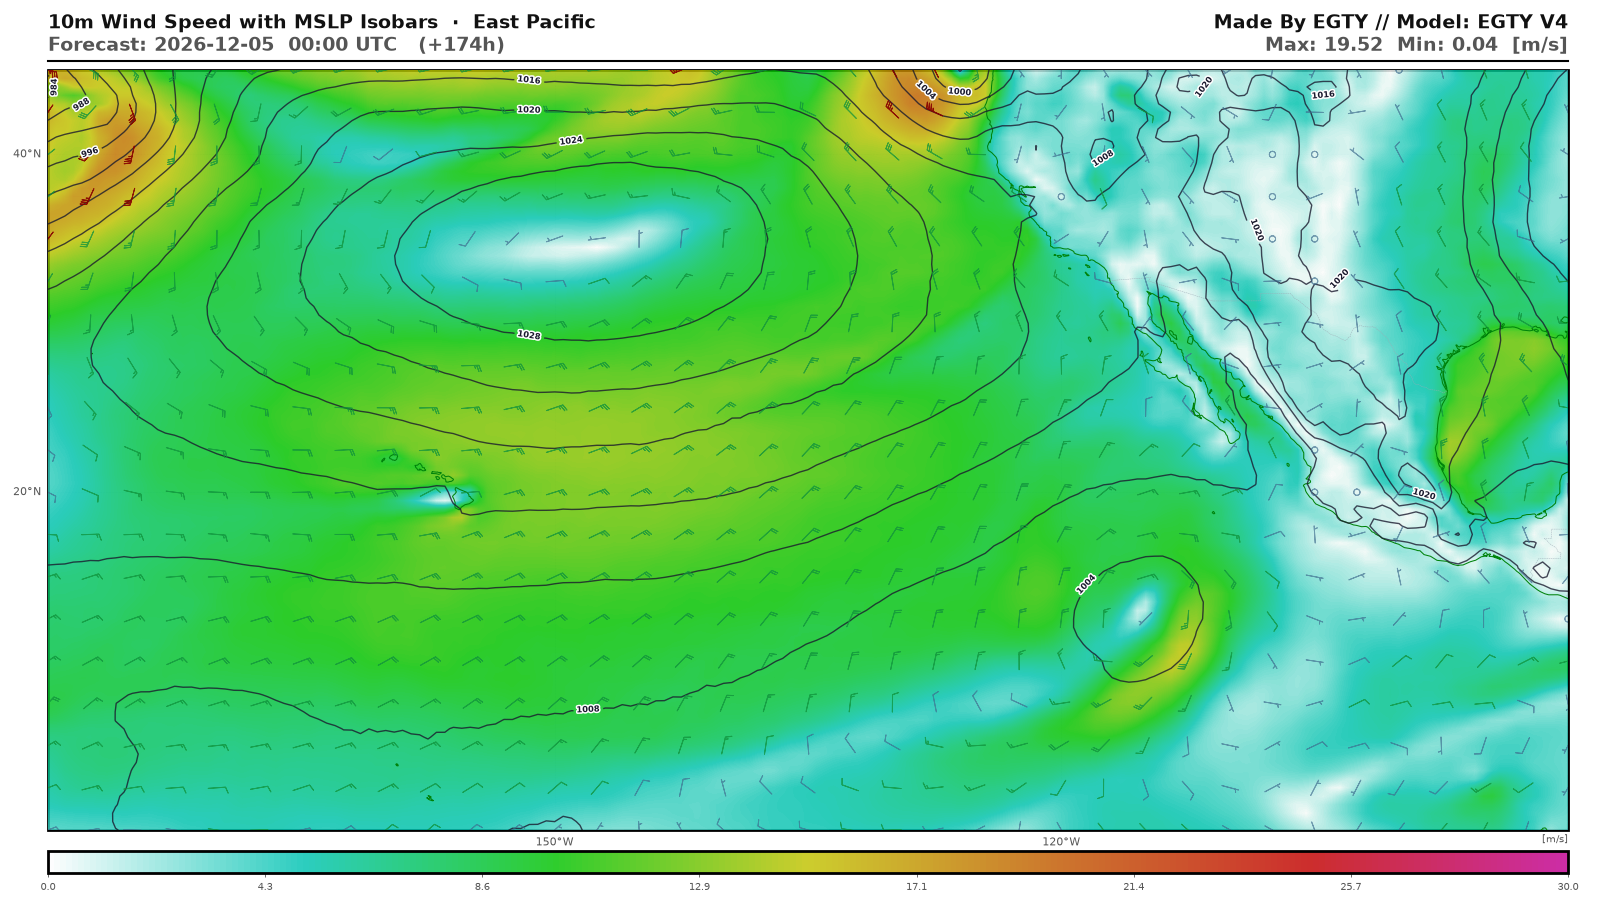 10m Wind Speed with MSLP Isobars · East Pacific
Made By EGTY // Model: EGTY V4
Forecast: 2026-12-05 00:00 UTC (+174h)
Max: 19.52 Min: 0.04 [m/s]
984
988
996
1016
1020
1024
1028
1004
1000
1020
1016
1008
1020
1020
1020
1004
1008
40°N
20°N
150°W
120°W
[m/s]
0.0
4.3
8.6
12.9
17.1
21.4
25.7
30.0